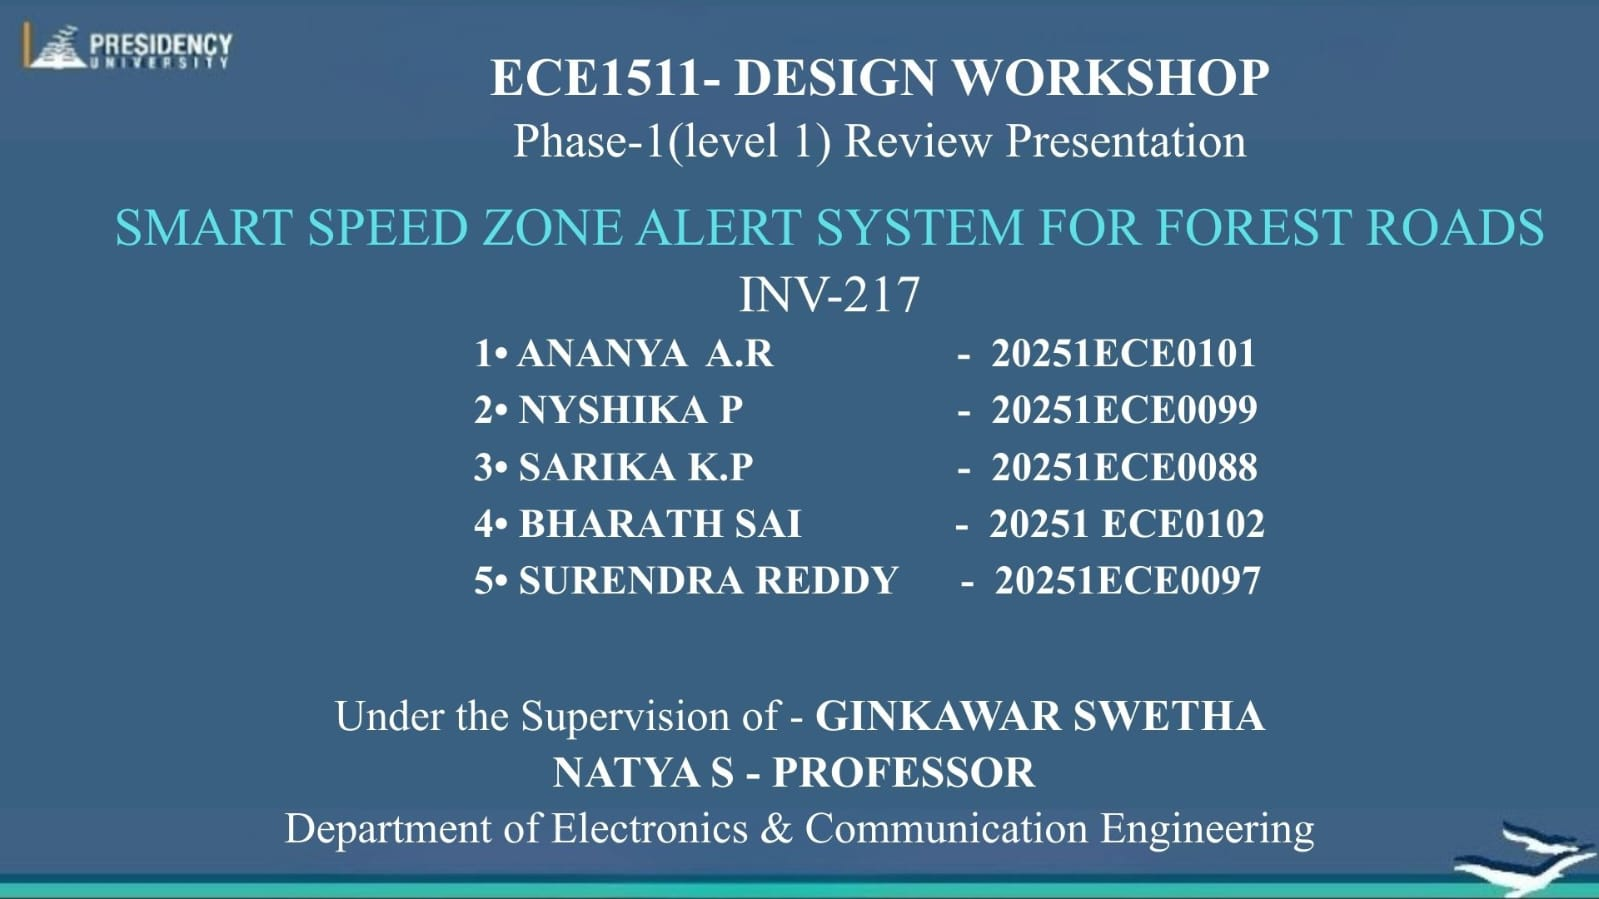 PRESIDENCY
UNIVERSITY
ECE1511- DESIGN WORKSHOP
Phase-1(level 1) Review Presentation
SMART SPEED ZONE ALERT SYSTEM FOR FOREST ROADS
INV-217
1• ANANYA A.R - 20251ECE0101
2• NYSHIKA P - 20251ECE0099
3• SARIKA K.P - 20251ECE0088
4• BHARATH SAI - 20251 ECE0102
5• SURENDRA REDDY - 20251ECE0097
Under the Supervision of - GINKAWAR SWETHA
NATYA S - PROFESSOR
Department of Electronics & Communication Engineering